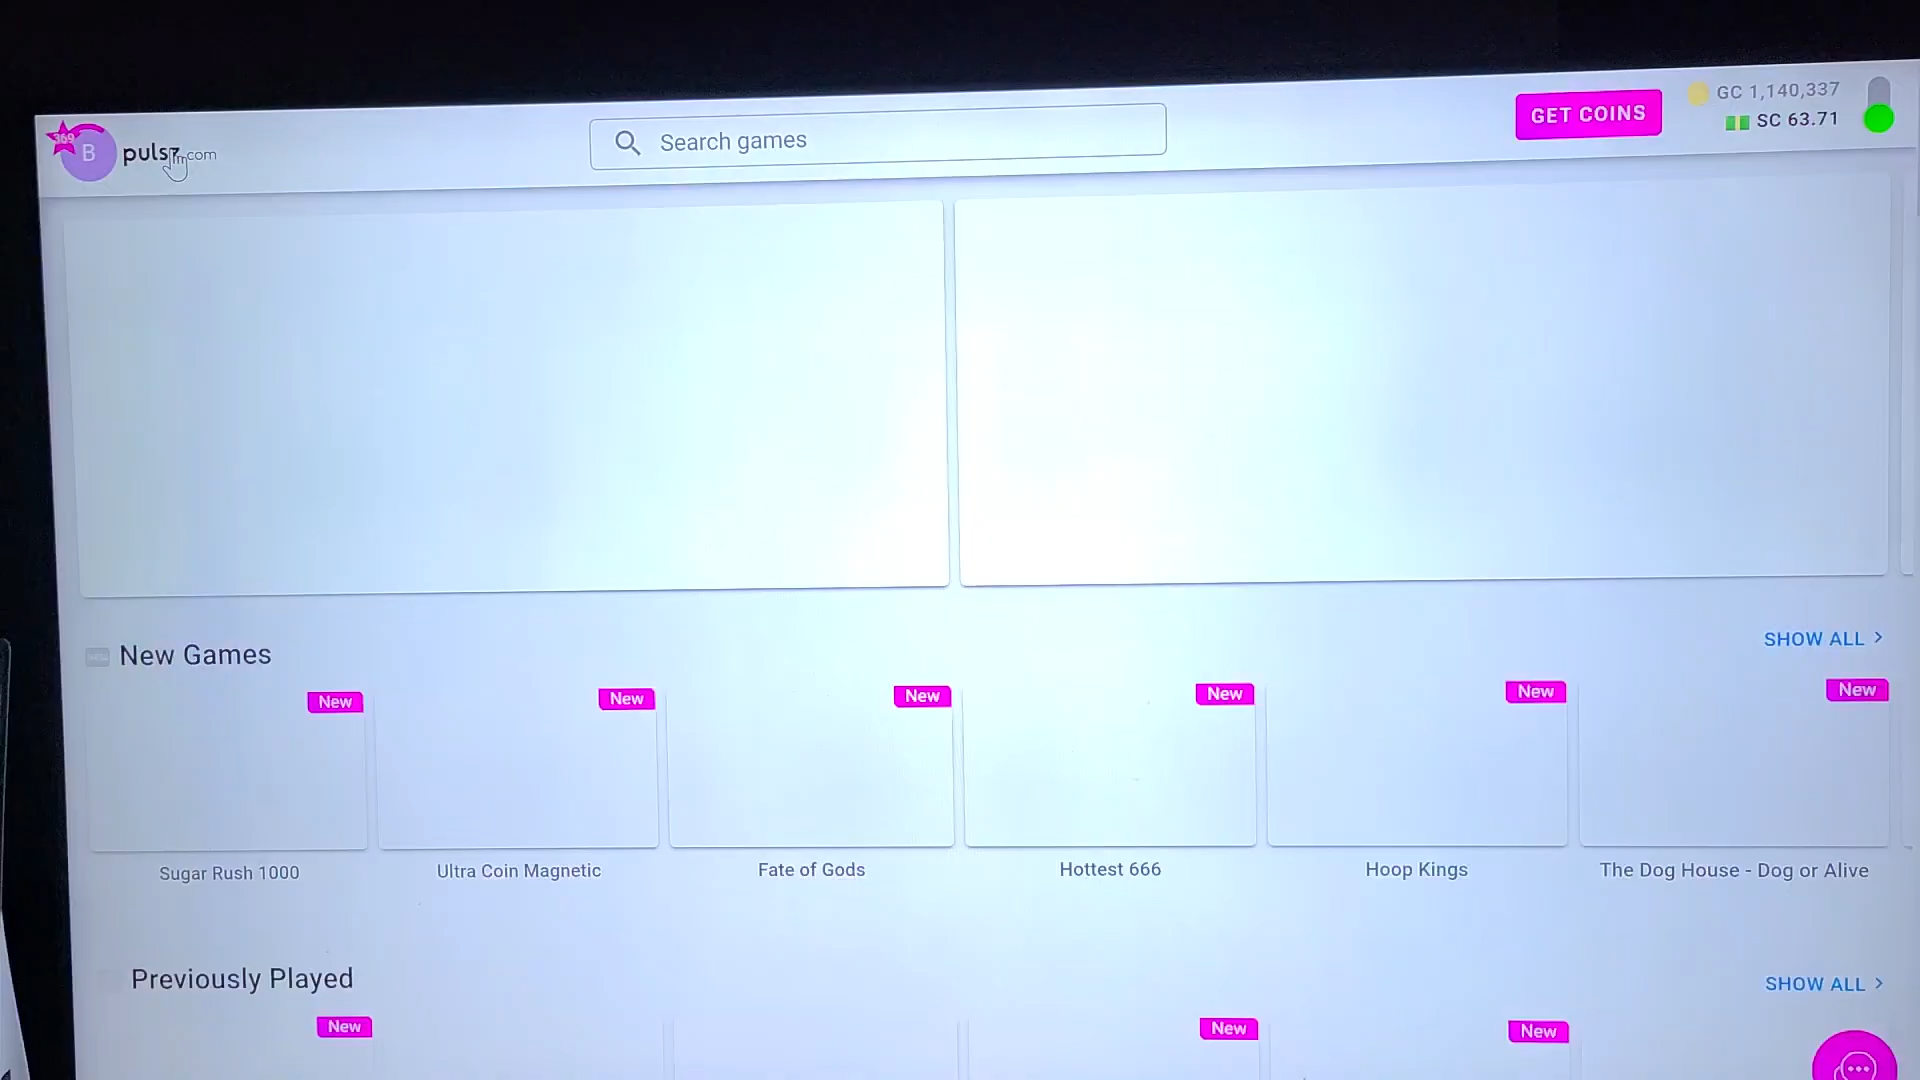 369
B
pulsz.com
Search games
GET COINS
GC 1,140,337
SC 63.71
New Games
SHOW ALL >
New
New
New
New
New
New
Sugar Rush 1000
Ultra Coin Magnetic
Fate of Gods
Hottest 666
Hoop Kings
The Dog House - Dog or Alive
Previously Played
SHOW ALL >
New
New
New